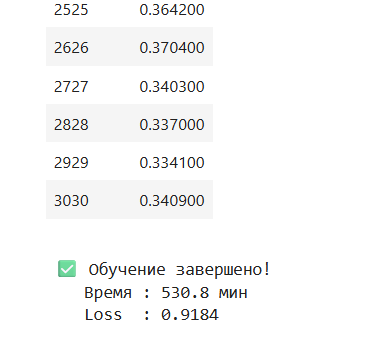 2525 0.364200
2626 0.370400
2727 0.340300
2828 0.337000
2929 0.334100
3030 0.340900
✅ Обучение завершено!
Время : 530.8 мин
Loss : 0.9184